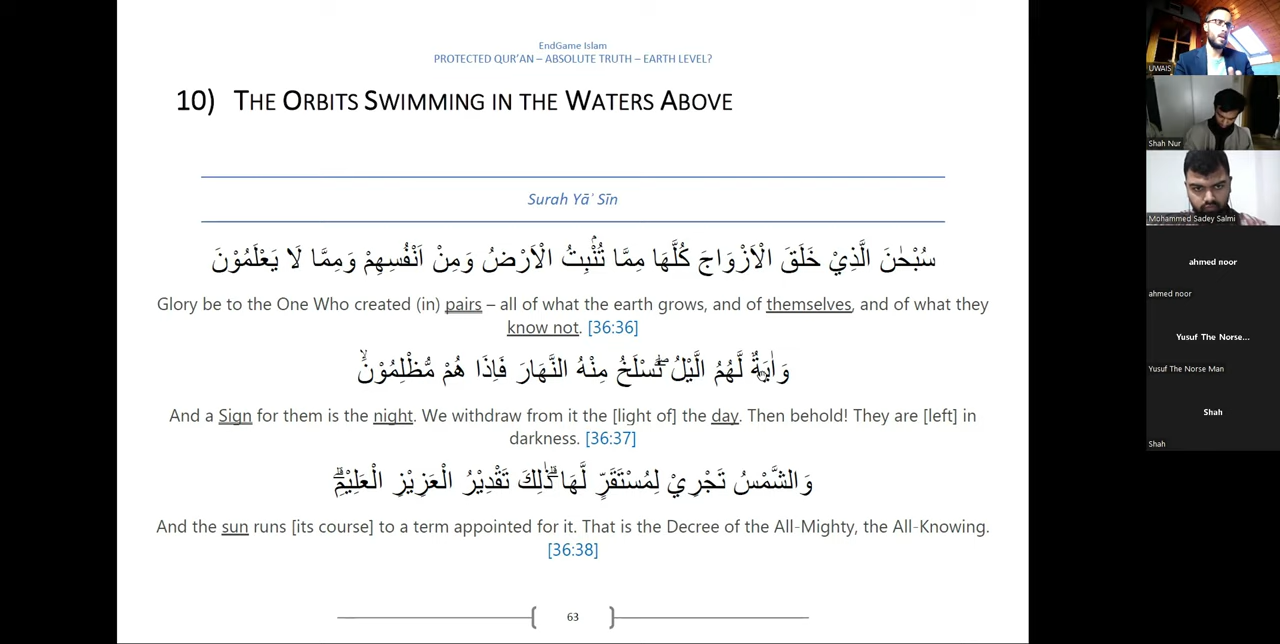 EndGame Islam
PROTECTED QUR'AN – ABSOLUTE TRUTH – EARTH LEVEL?
10) THE ORBITS SWIMMING IN THE WATERS ABOVE
Surah Yā' Sīn
سُبْحٰنَ الَّذِيْ خَلَقَ الْاَزْوَاجَ كُلَّهَا مِمَّا تُنْۢبِتُ الْاَرْضُ وَمِنْ اَنْفُسِهِمْ وَمِمَّا لَا يَعْلَمُوْنَ
Glory be to the One Who created (in) pairs – all of what the earth grows, and of themselves, and of what they
know not. [36:36]
وَاٰيَةٌ لَّهُمُ الَّيْلُ ۖ نَسْلَخُ مِنْهُ النَّهَارَ فَاِذَا هُمْ مُّظْلِمُوْنَ ۙ
And a Sign for them is the night. We withdraw from it the [light of] the day. Then behold! They are [left] in
darkness. [36:37]
وَالشَّمْسُ تَجْرِيْ لِمُسْتَقَرٍّ لَّهَا ۗ ذٰلِكَ تَقْدِيْرُ الْعَزِيْزِ الْعَلِيْمِ ۗ
And the sun runs [its course] to a term appointed for it. That is the Decree of the All-Mighty, the All-Knowing.
[36:38]
63
UWAIS
Shah Nur
Mohammed Sadey Salmi
ahmed noor
ahmed noor
Yusuf The Norse...
Yusuf The Norse Man
Shah
Shah